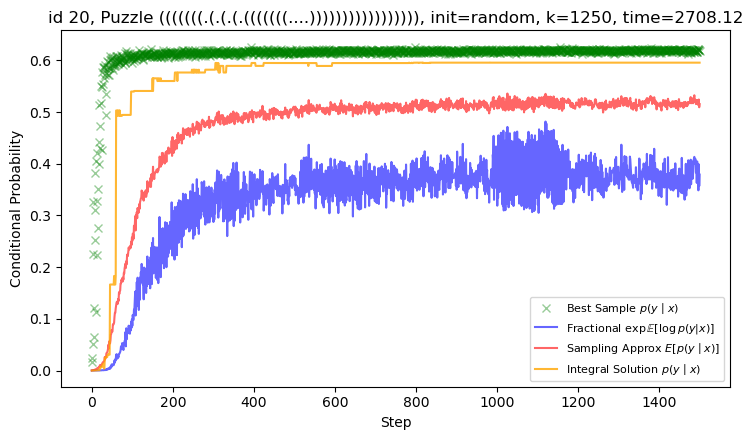 id 20, Puzzle (((((((.(.(.(.(((((((....))))))))))))))))), init=random, k=1250, time=2708.12
Conditional Probability
0.6
0.5
0.4
0.3
0.2
0.1
0.0
Best Sample p(y | x)
Fractional exp 𝔼[log p(y|x)]
Sampling Approx E[p(y | x)]
Integral Solution p(y | x)
0 200 400 600 800 1000 1200 1400
Step